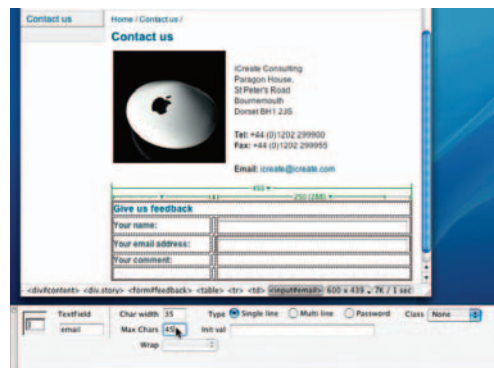 Contact us
Home / Contact us /
Contact us
iCreate Consulting
Paragon House,
St Peter's Road
Bournemouth
Dorset BH1 2JS
Tel: +44 (0)1202 299900
Fax: +44 (0)1202 299955
Email: icreate@icreate.com
Give us feedback
Your name:
Your email address:
Your comment:
<div#content> <div.story> <form#feedback> <table> <tr> <td> <input#email> 600 x 439 7K / 1 sec
TextField
Char width 35
Type Single line Multi line Password
Class None
email
Max Chars 45
Init val
Wrap